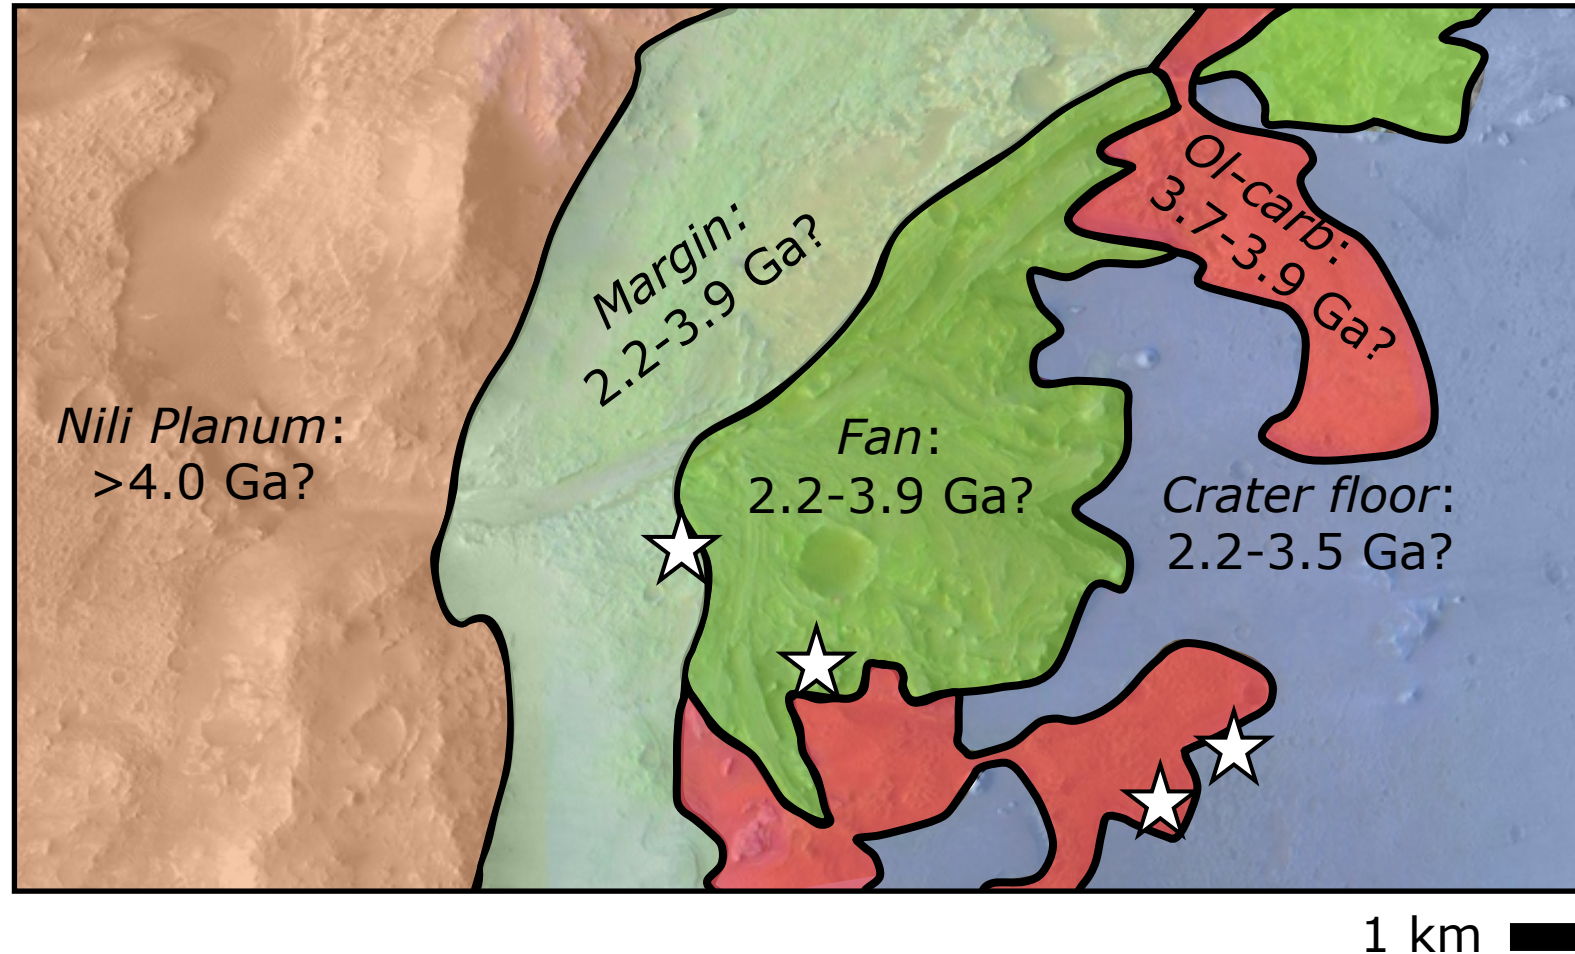 Ol-carb:
3.7-3.9 Ga?
Margin:
2.2-3.9 Ga?
Nili Planum:
>4.0 Ga?
Fan:
2.2-3.9 Ga?
Crater floor:
2.2-3.5 Ga?
1 km